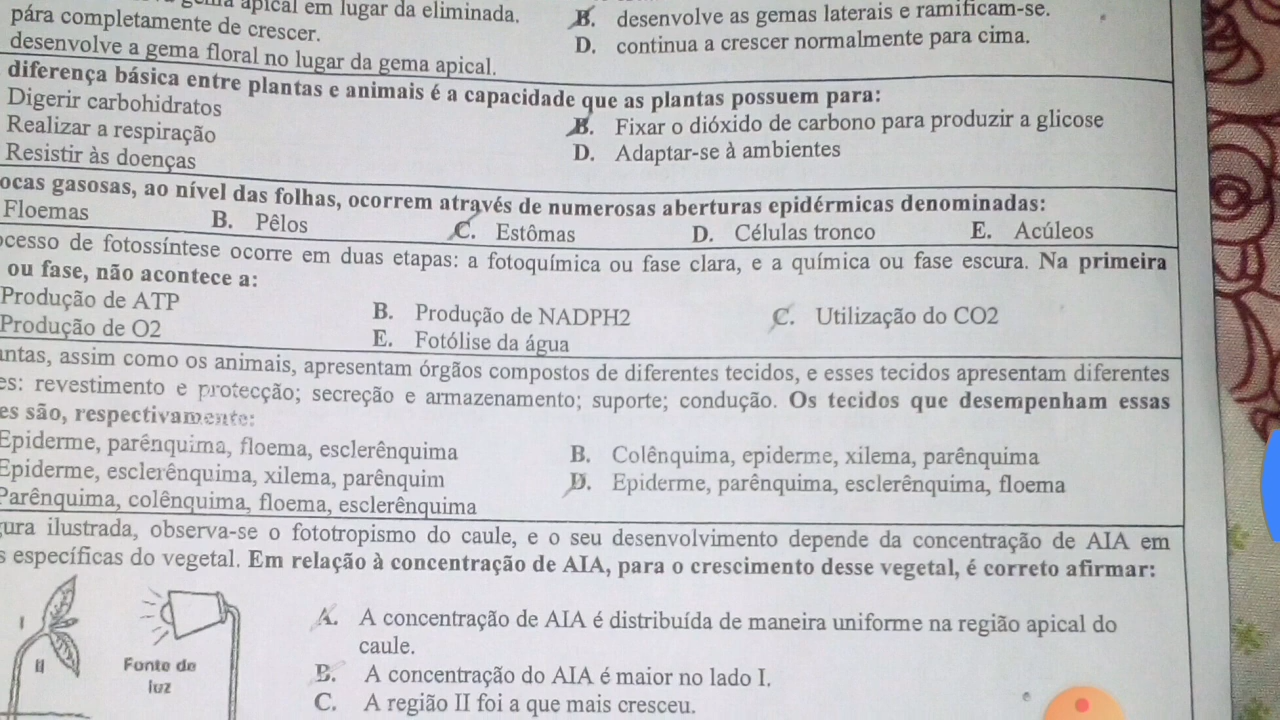 apical em lugar da eliminada.
B. desenvolve as gemas laterais e ramificam-se.
pára completamente de crescer.
D. continua a crescer normalmente para cima.
desenvolve a gema floral no lugar da gema apical.
diferença básica entre plantas e animais é a capacidade que as plantas possuem para:
Digerir carbohidratos
B. Fixar o dióxido de carbono para produzir a glicose
Realizar a respiração
D. Adaptar-se à ambientes
Resistir às doenças
ocas gasosas, ao nível das folhas, ocorrem através de numerosas aberturas epidérmicas denominadas:
Floemas B. Pêlos C. Estômas D. Células tronco E. Acúleos
ocesso de fotossíntese ocorre em duas etapas: a fotoquímica ou fase clara, e a química ou fase escura. Na primeira
ou fase, não acontece a:
Produção de ATP B. Produção de NADPH2 C. Utilização do CO2
Produção de O2 E. Fotólise da água
antas, assim como os animais, apresentam órgãos compostos de diferentes tecidos, e esses tecidos apresentam diferentes
es: revestimento e protecção; secreção e armazenamento; suporte; condução. Os tecidos que desempenham essas
es são, respectivamente:
Epiderme, parênquima, floema, esclerênquima B. Colênquima, epiderme, xilema, parênquima
Epiderme, esclerênquima, xilema, parênquim D. Epiderme, parênquima, esclerênquima, floema
Parênquima, colênquima, floema, esclerênquima
gura ilustrada, observa-se o fototropismo do caule, e o seu desenvolvimento depende da concentração de AIA em
s específicas do vegetal. Em relação à concentração de AIA, para o crescimento desse vegetal, é correto afirmar:
I
II
Fonte de
luz
A. A concentração de AIA é distribuída de maneira uniforme na região apical do
caule.
B. A concentração do AIA é maior no lado I.
C. A região II foi a que mais cresceu.